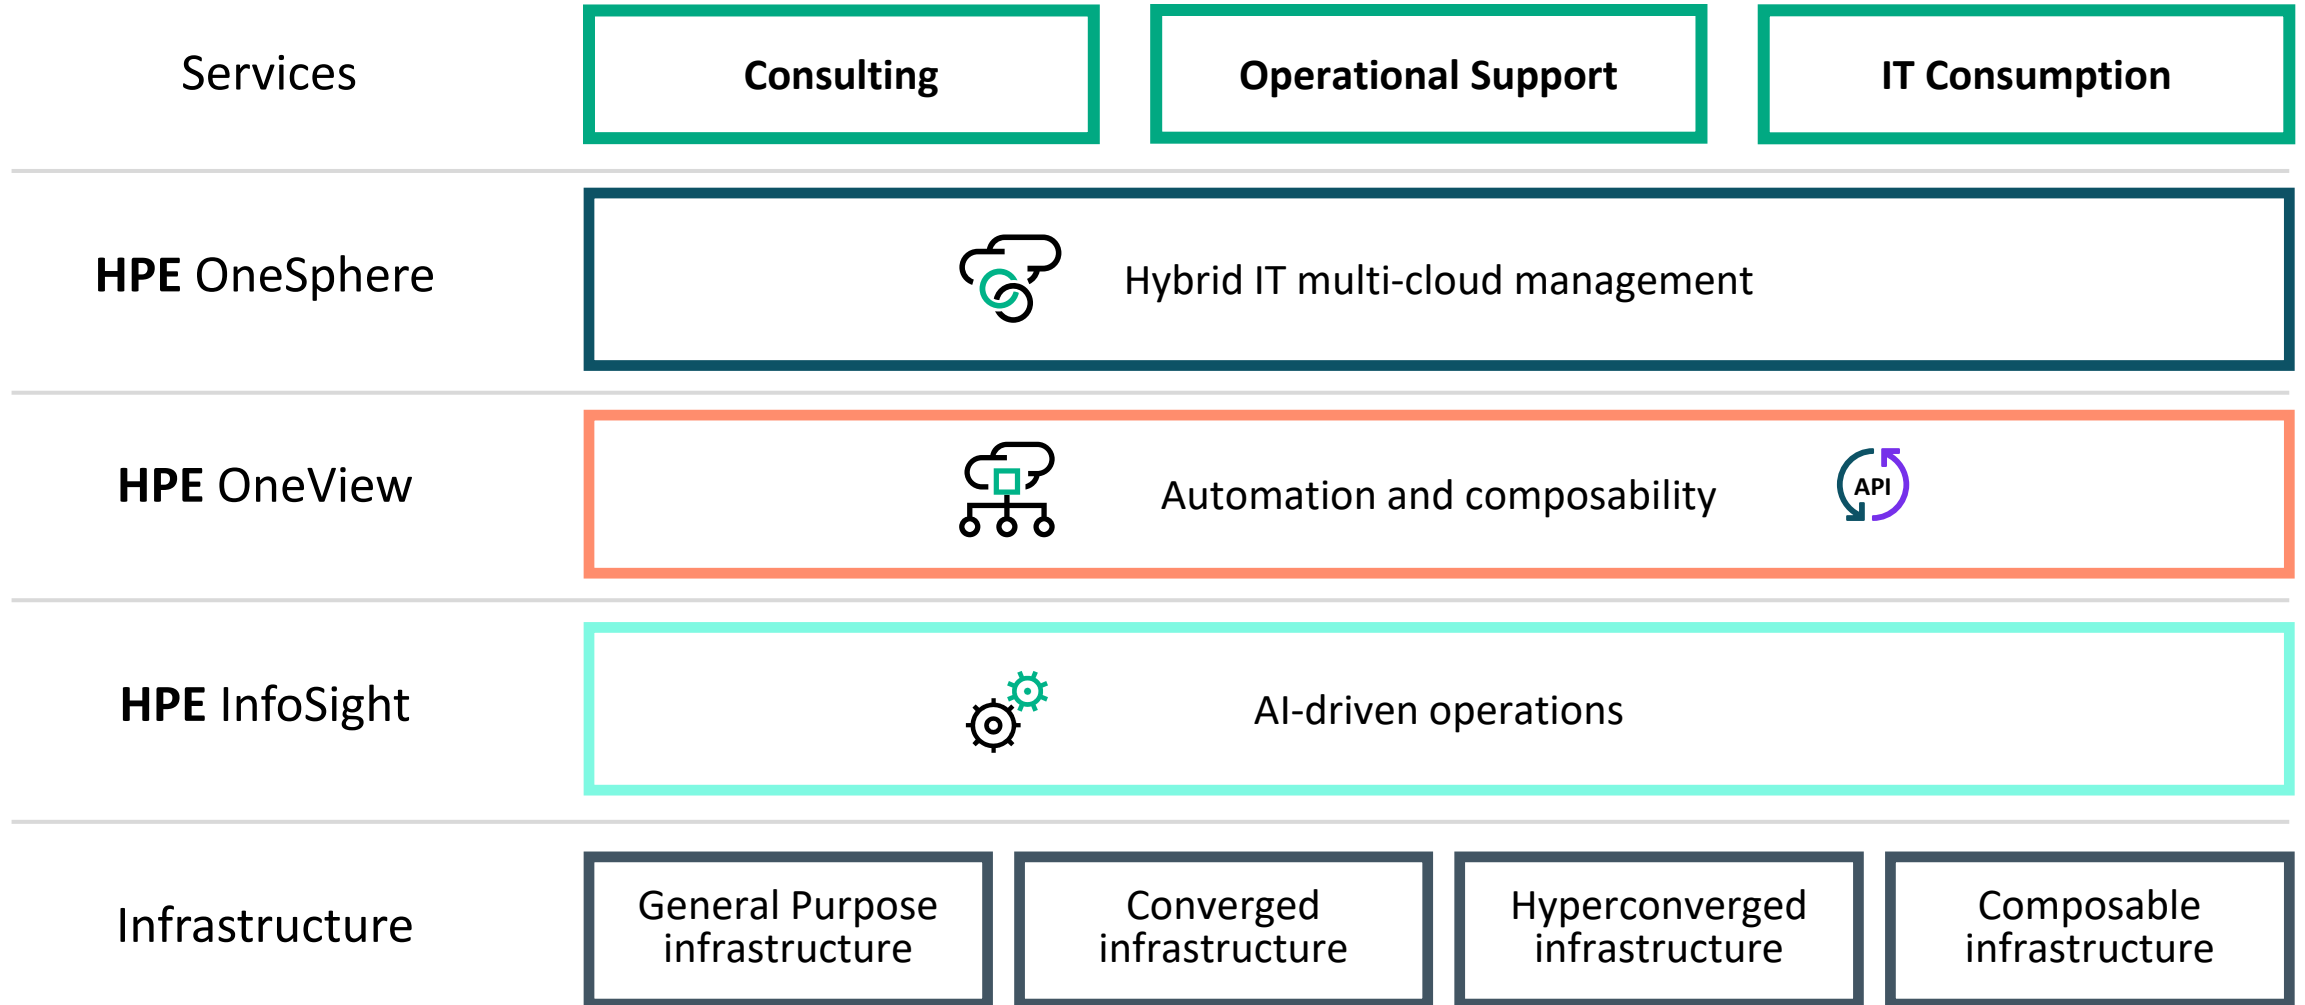 Services
Consulting
Operational Support
IT Consumption
HPE OneSphere
Hybrid IT multi-cloud management
HPE OneView
Automation and composability
API
HPE InfoSight
AI-driven operations
Infrastructure
General Purpose
infrastructure
Converged
infrastructure
Hyperconverged
infrastructure
Composable
infrastructure